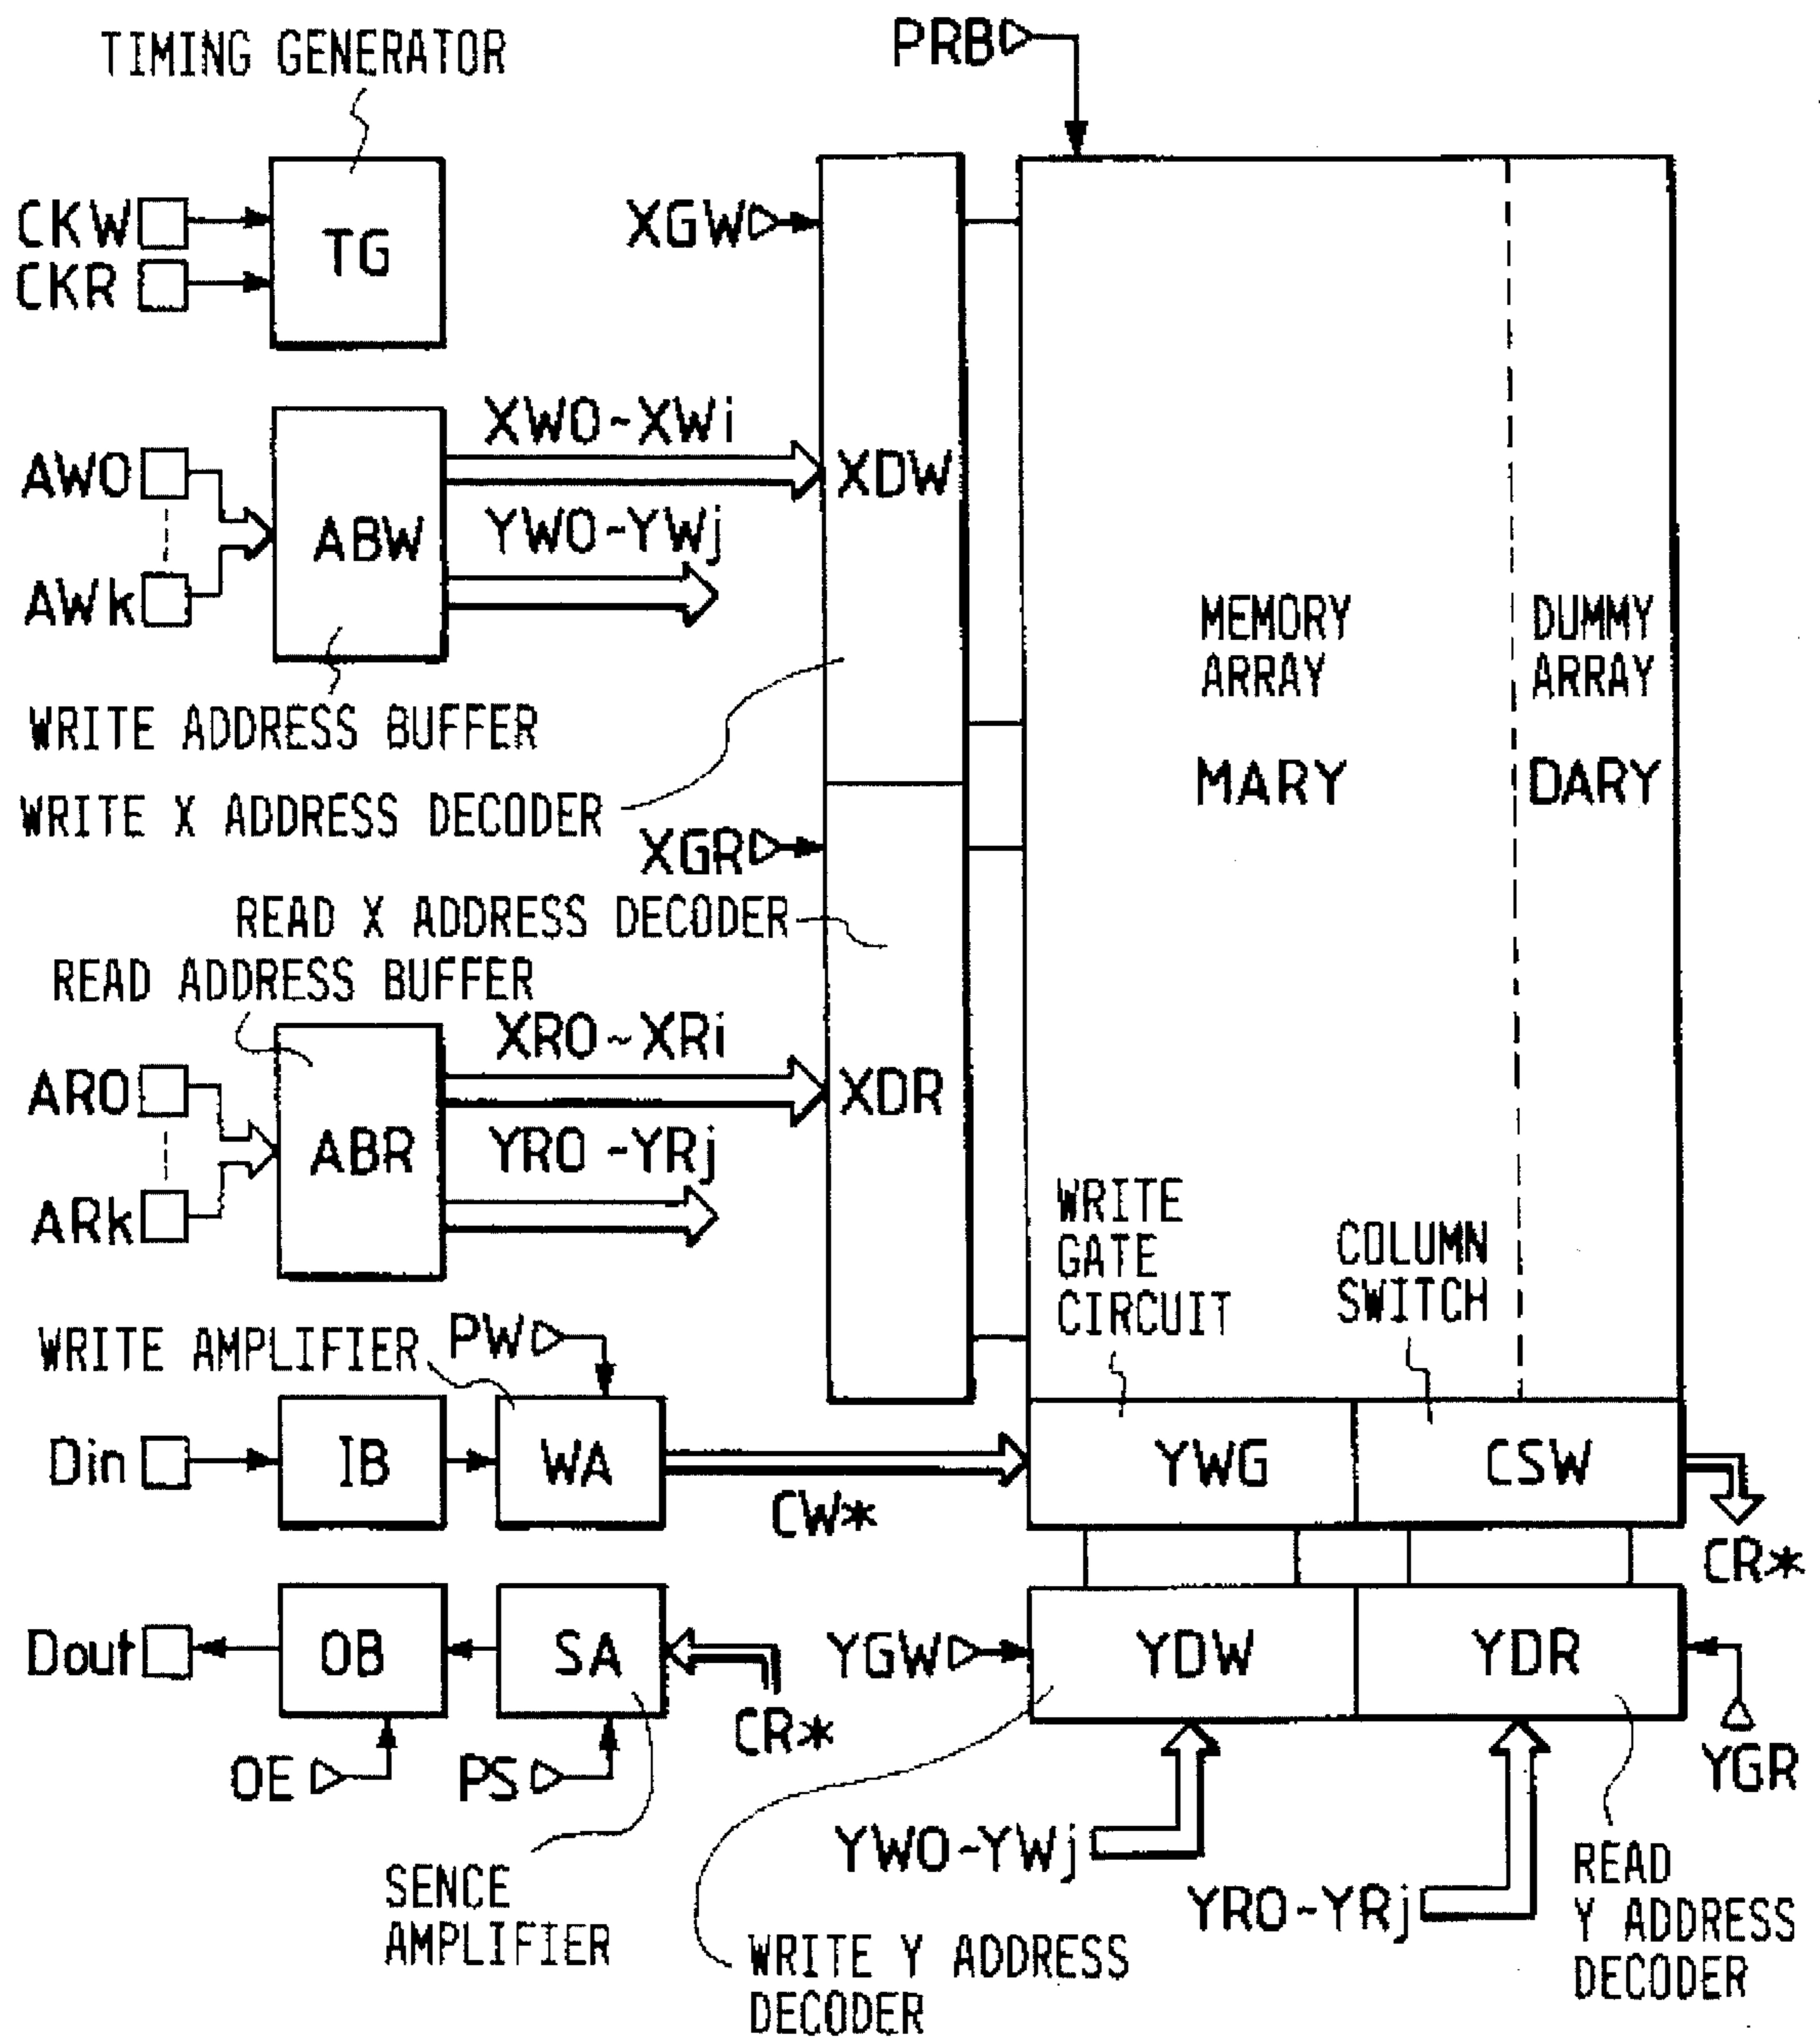 TIMING GENERATOR
PRB
CKW
CKR
TG
XGW
AW0
AWk
ABW
XW0~XWi
YW0~YWj
XDW
MEMORY
ARRAY
MARY
DUMMY
ARRAY
DARY
WRITE ADDRESS BUFFER
WRITE X ADDRESS DECODER
XGR
READ X ADDRESS DECODER
READ ADDRESS BUFFER
AR0
ARk
ABR
XR0~XRi
YR0~YRj
XDR
WRITE
GATE
CIRCUIT
COLUMN
SWITCH
WRITE AMPLIFIER
PW
Din
IB
WA
CW*
YWG
CSW
CR*
Dout
OB
SA
CR*
OE
PS
YGW
YDW
YDR
YGR
YW0~YWj
YR0~YRj
SENCE
AMPLIFIER
WRITE Y ADDRESS
DECODER
READ
Y ADDRESS
DECODER